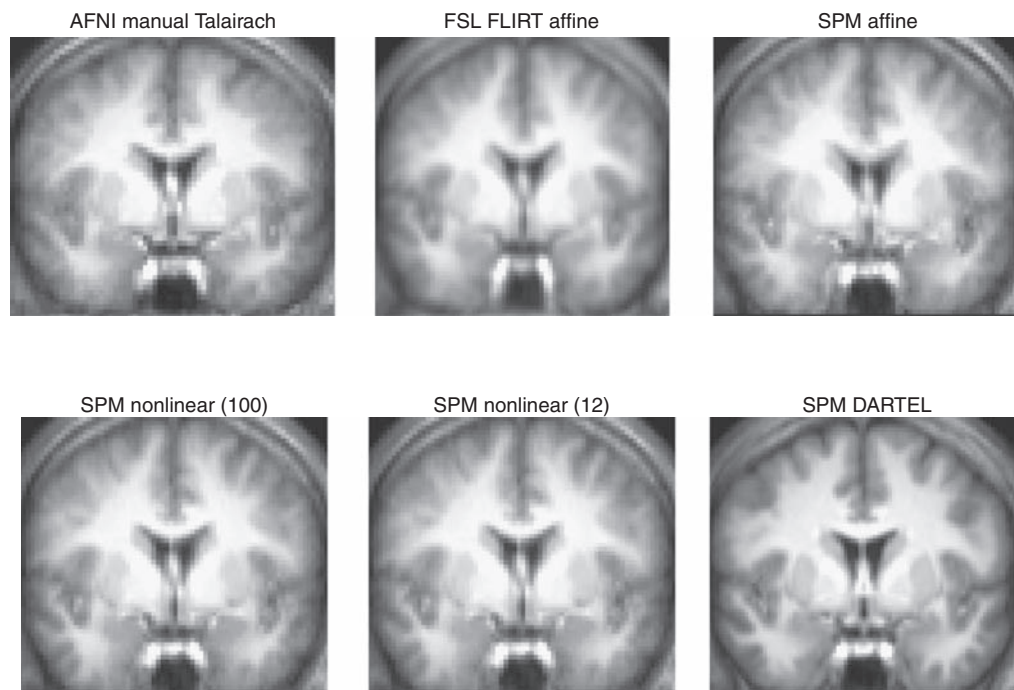 AFNI manual Talairach
FSL FLIRT affine
SPM affine
SPM nonlinear (100)
SPM nonlinear (12)
SPM DARTEL